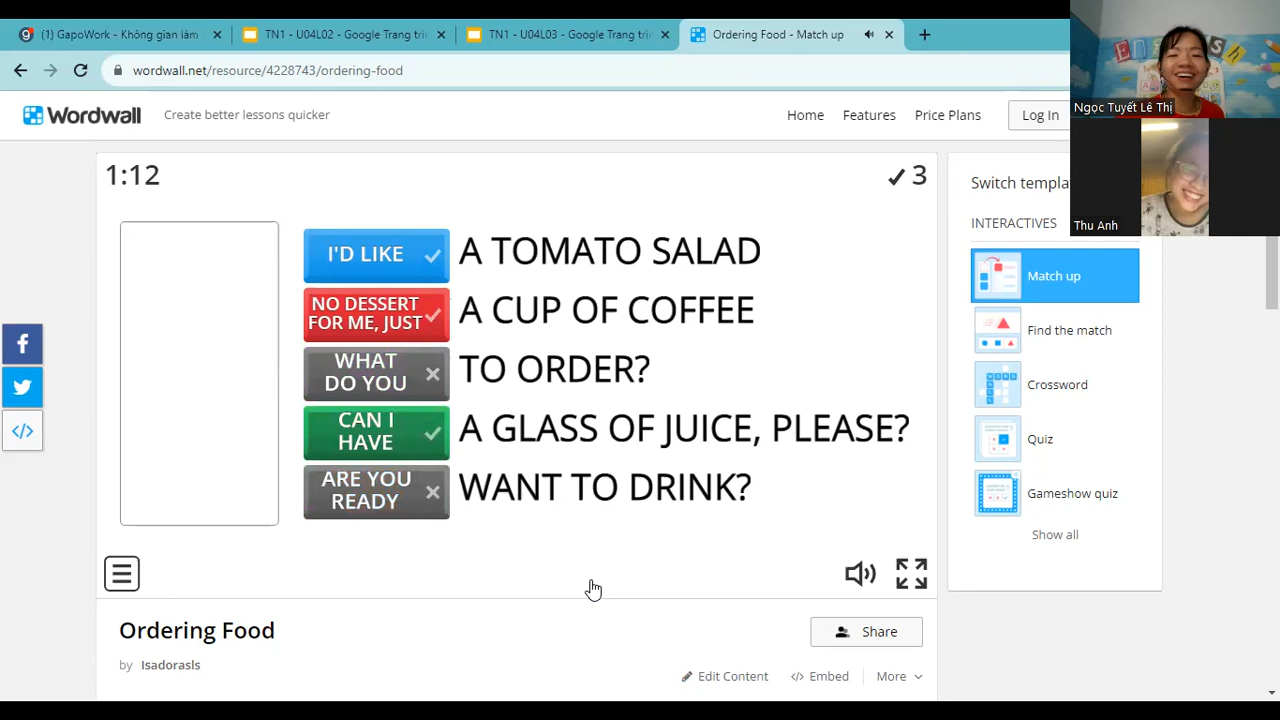 (1) GapoWork - Không gian làm
TN1 - U04L02 - Google Trang trì
TN1 - U04L03 - Google Trang trì
Ordering Food - Match up
wordwall.net/resource/4228743/ordering-food
Wordwall
Create better lessons quicker
Home
Features
Price Plans
Log In
Ngọc Tuyết Lê Thị
Thu Anh
1:12
3
I'D LIKE
A TOMATO SALAD
NO DESSERT
FOR ME, JUST
A CUP OF COFFEE
WHAT
DO YOU
TO ORDER?
CAN I
HAVE
A GLASS OF JUICE, PLEASE?
ARE YOU
READY
WANT TO DRINK?
Switch templa
INTERACTIVES
Match up
Find the match
Crossword
Quiz
Gameshow quiz
Show all
Ordering Food
by Isadorasls
Share
Edit Content
Embed
More